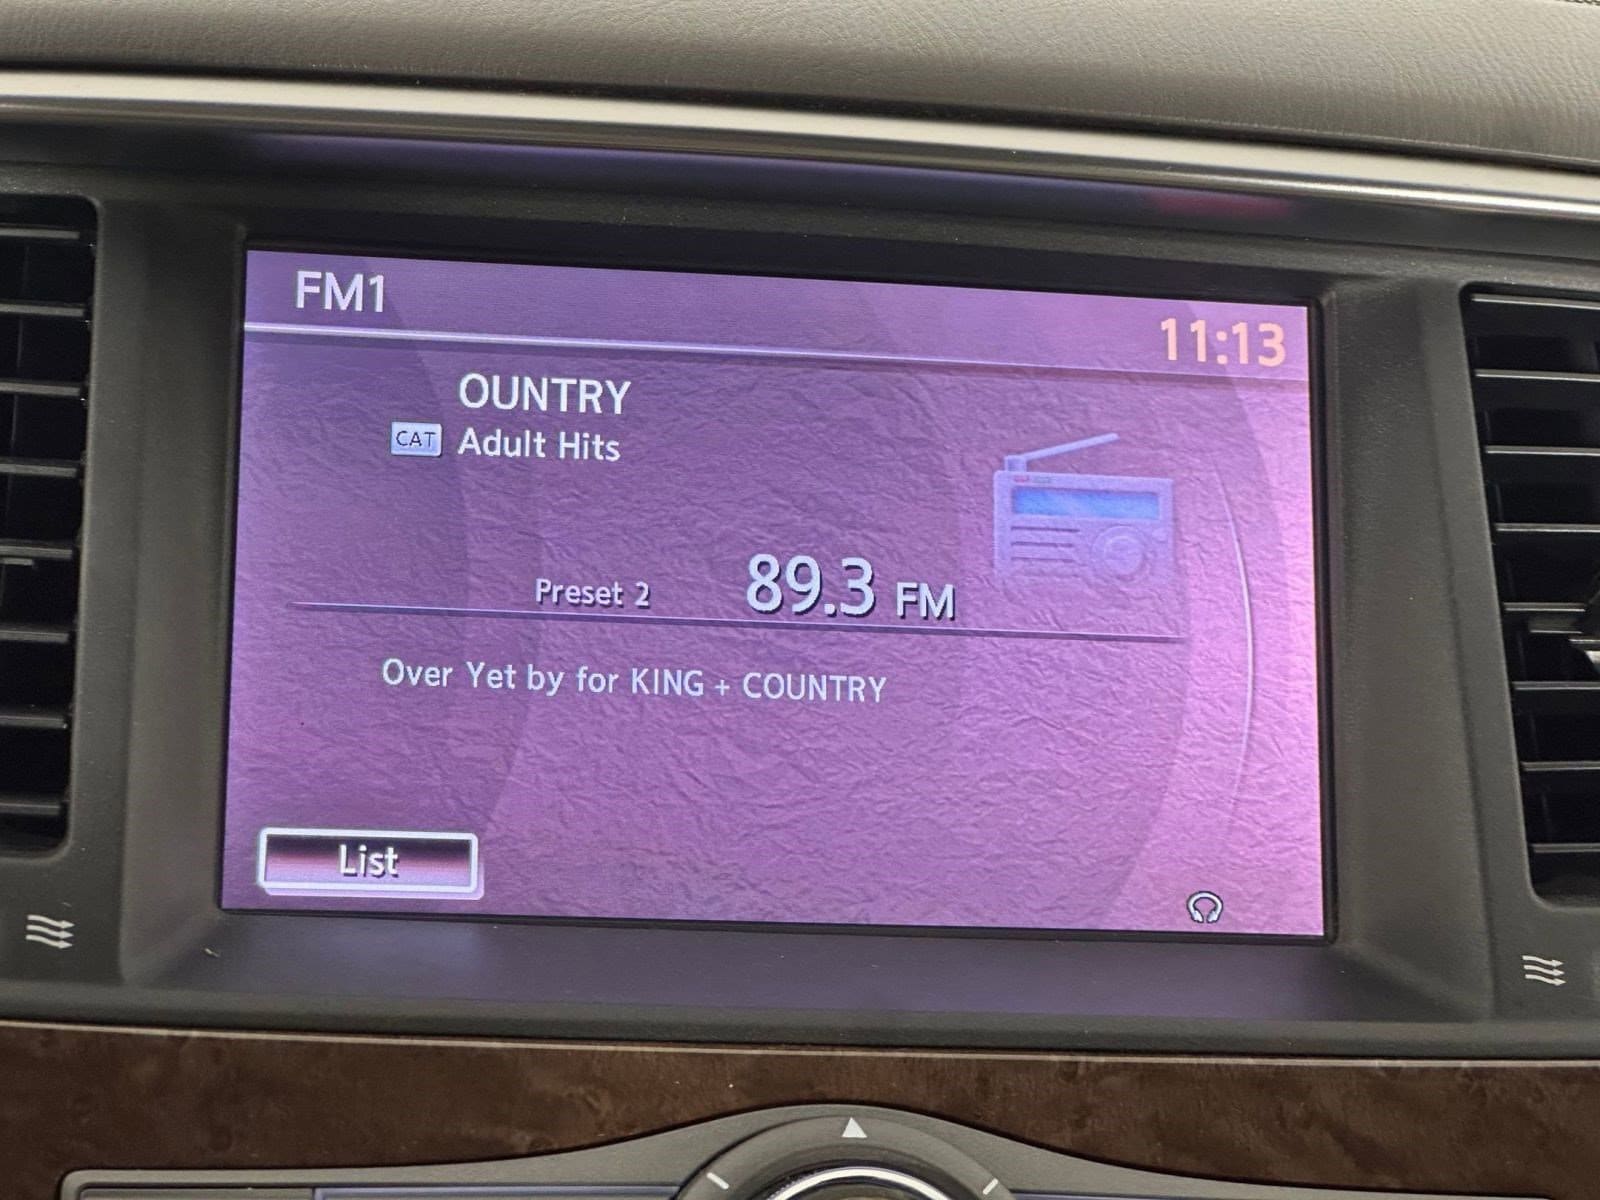 FM1
11:13
OUNTRY
CAT Adult Hits
Preset 2 89.3 FM
Over Yet by for KING + COUNTRY
List